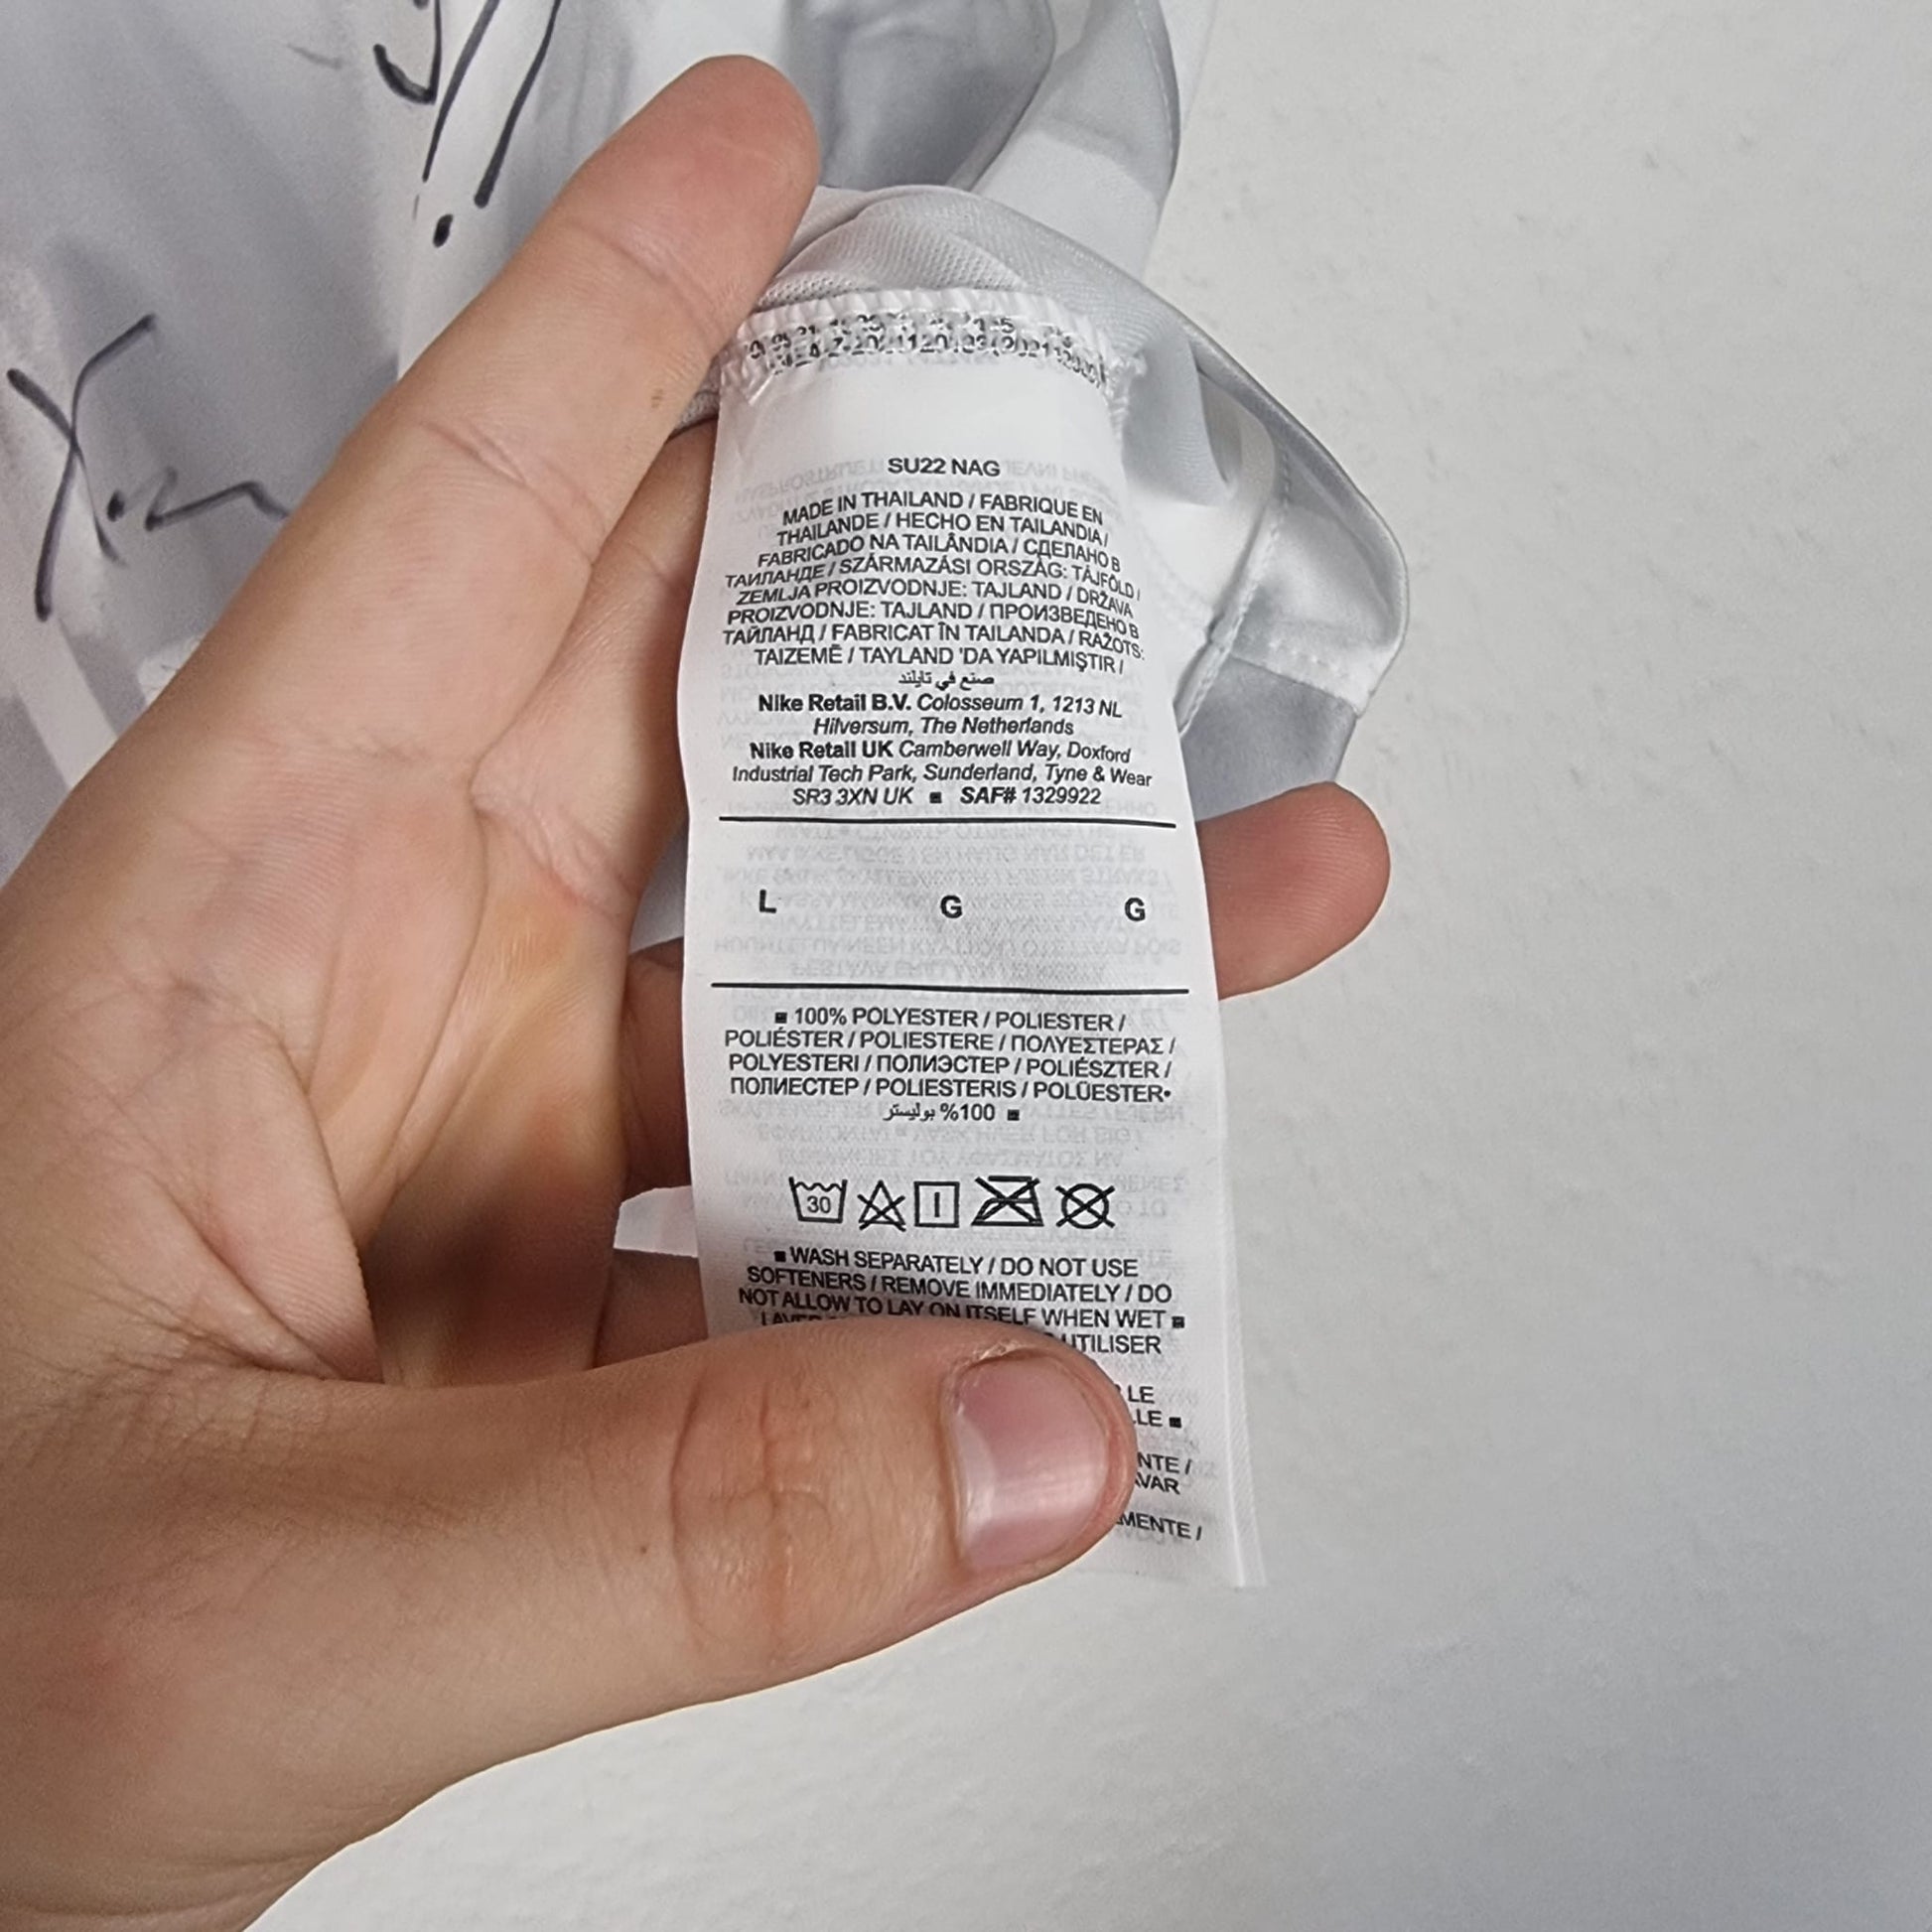 SU22 NAG
MADE IN THAILAND / FABRIQUE EN
THAILANDE / HECHO EN TAILANDIA /
FABRICADO NA TAILÂNDIA / СДЕЛАНО В
ТАИЛАНДЕ / SZÁRMAZÁSI ORSZÁG: TÁJFÖLD /
ZEMLJA PROIZVODNJE: TAJLAND / DRŽAVA
PROIZVODNJE: TAJLAND / ПРОИЗВЕДЕНО В
ТАЙЛАНД / FABRICAT ÎN TAILANDA / RAŽOTS:
TAIZEMĒ / TAYLAND 'DA YAPILMIŞTIR /
صنع في تايلند
Nike Retail B.V. Colosseum 1, 1213 NL
Hilversum, The Netherlands
Nike Retail UK Camberwell Way, Doxford
Industrial Tech Park, Sunderland, Tyne & Wear
SR3 3XN UK ■ SAF# 1329922
L G G
■ 100% POLYESTER / POLIESTER /
POLIÉSTER / POLIESTERE / ΠΟΛΥΕΣΤΕΡΑΣ /
POLYESTERI / ПОЛИЭСТЕР / POLIÉSZTER /
ПОЛИЕСТЕР / POLIESTERIS / POLÜESTER•
100% بوليستر ■
30
■ WASH SEPARATELY / DO NOT USE
SOFTENERS / REMOVE IMMEDIATELY / DO
NOT ALLOW TO LAY ON ITSELF WHEN WET ■
UTILISER
LE